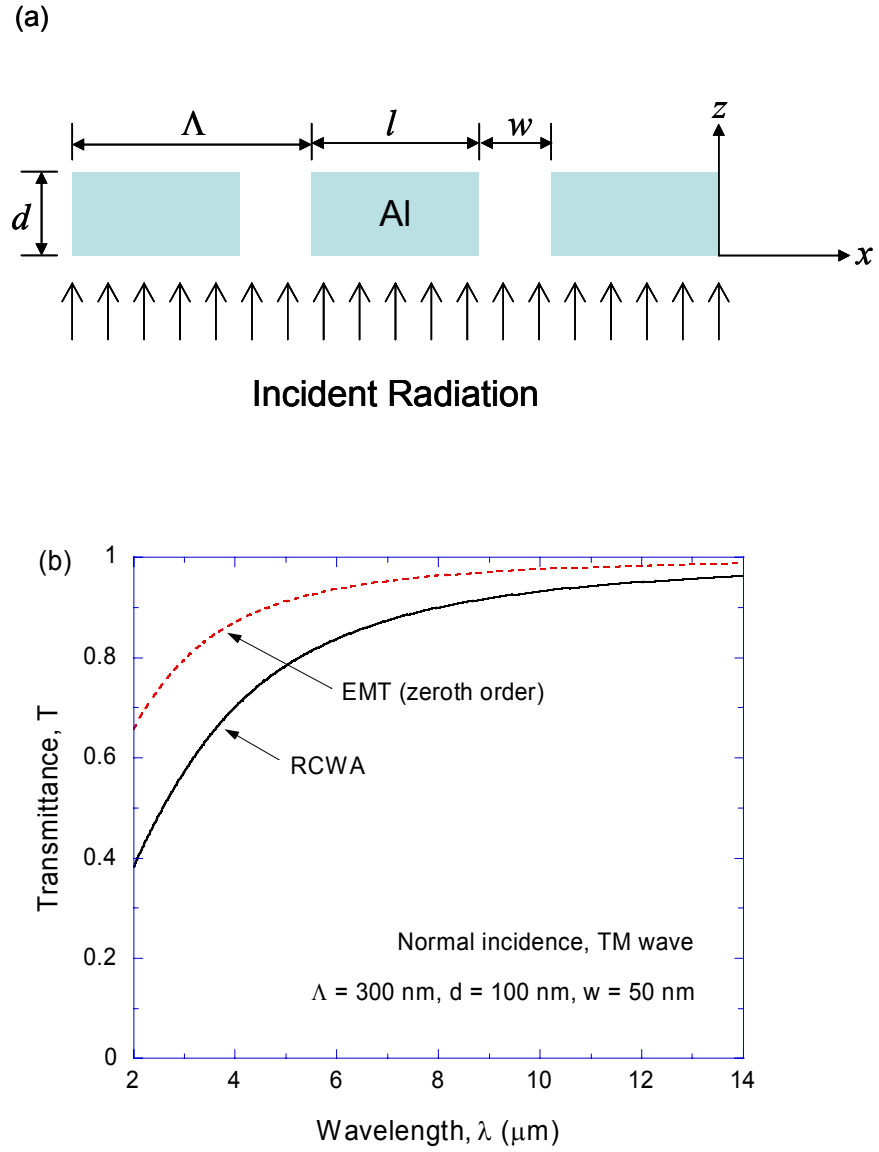 (a)
Λ l w z
d Al x
Incident Radiation
(b)
1
0.8
0.6
0.4
0.2
0
Transmittance, T
EMT (zeroth order)
RCWA
Normal incidence, TM wave
Λ = 300 nm, d = 100 nm, w = 50 nm
2 4 6 8 10 12 14
Wavelength, λ (μm)